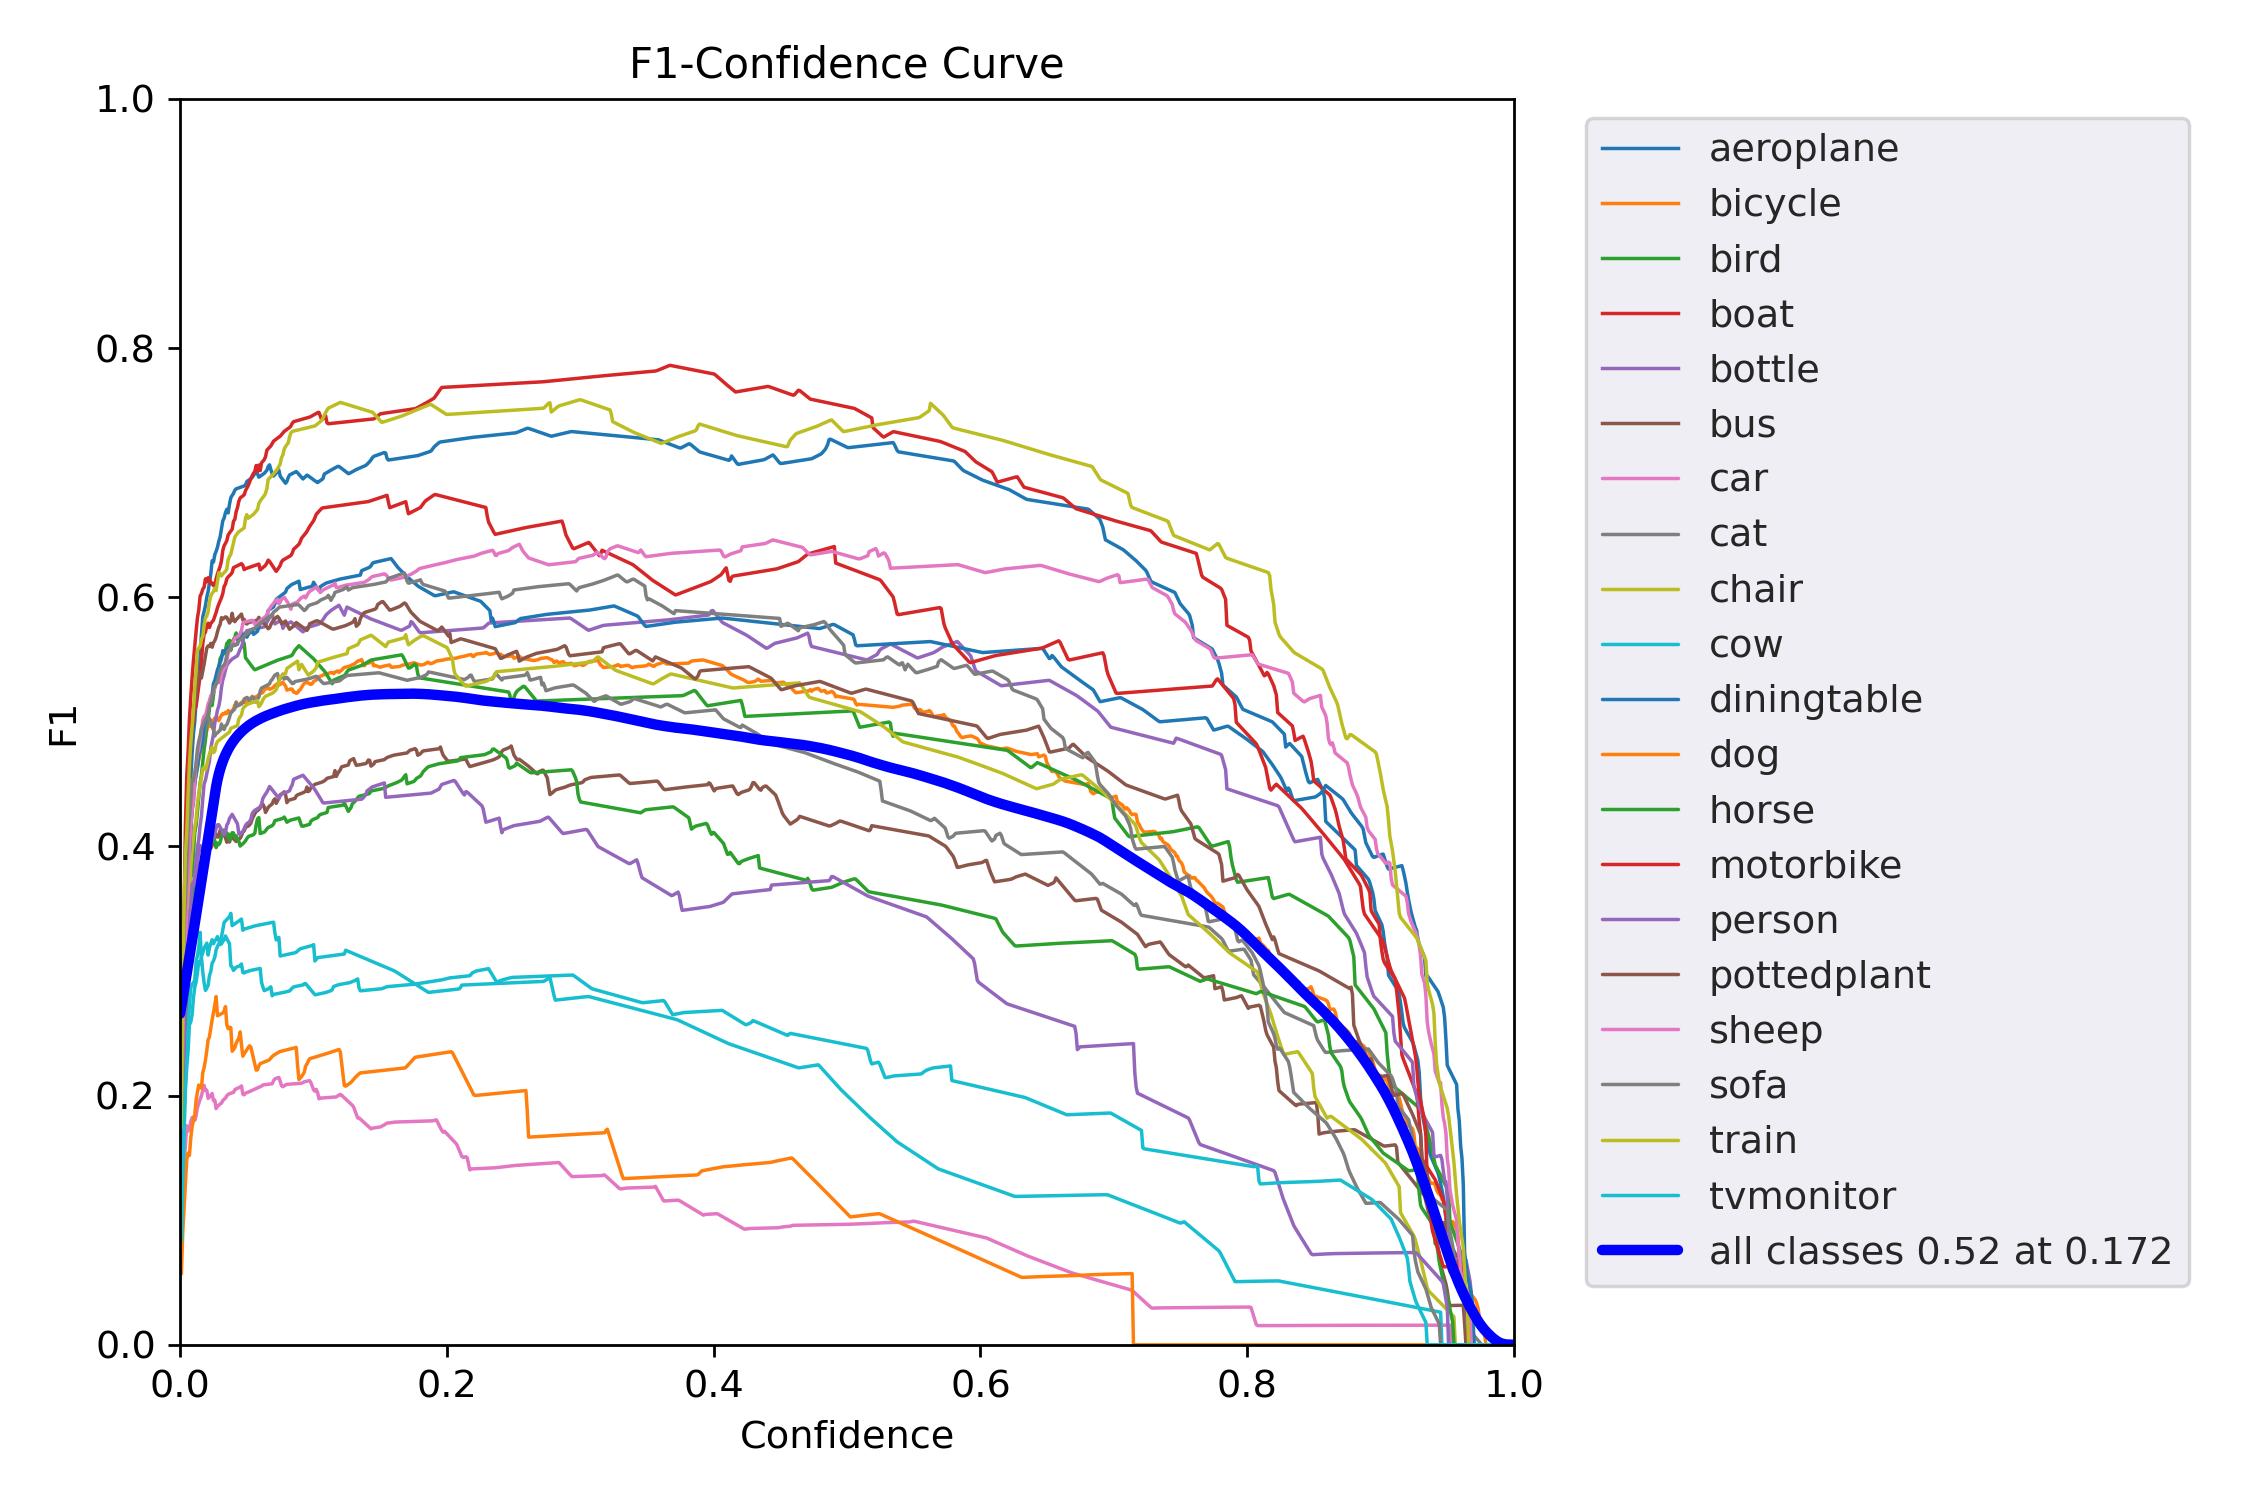 F1-Confidence Curve
1.0
0.8
0.6
0.4
0.2
0.0
F1
0.0 0.2 0.4 0.6 0.8 1.0
Confidence
aeroplane
bicycle
bird
boat
bottle
bus
car
cat
chair
cow
diningtable
dog
horse
motorbike
person
pottedplant
sheep
sofa
train
tvmonitor
all classes 0.52 at 0.172